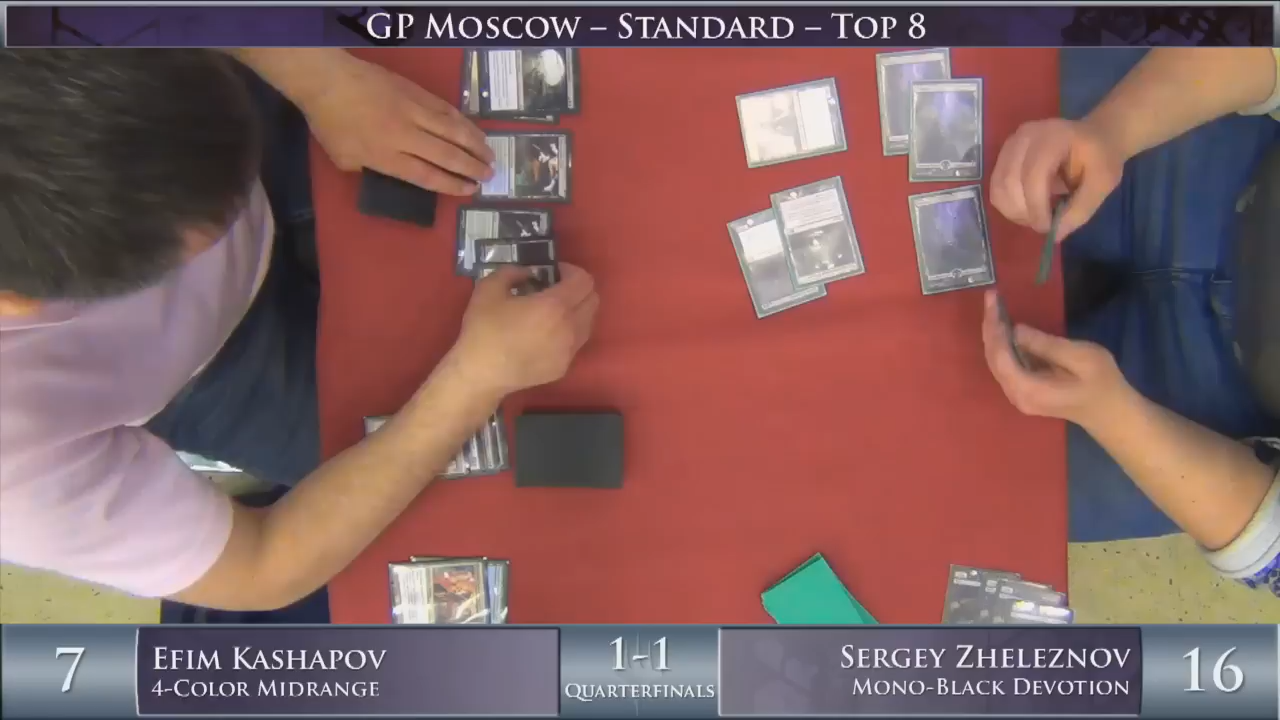 GP Moscow – Standard – Top 8
7
Efim Kashapov
4-Color Midrange
1-1
Quarterfinals
Sergey Zheleznov
Mono-Black Devotion
16